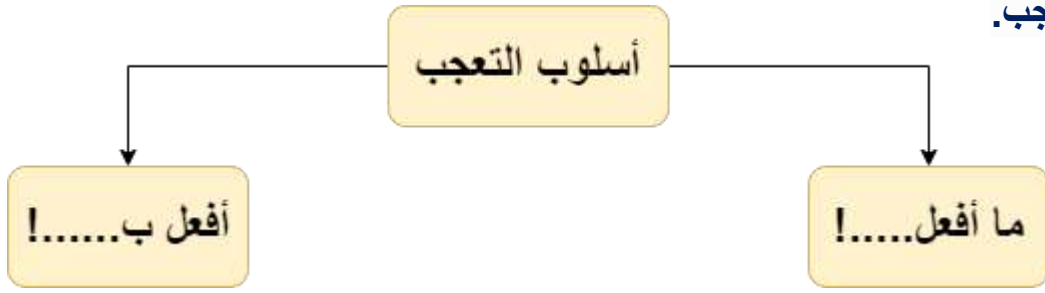 جب.
أسلوب التعجب
ما أفعل.....!
أفعل ب......!